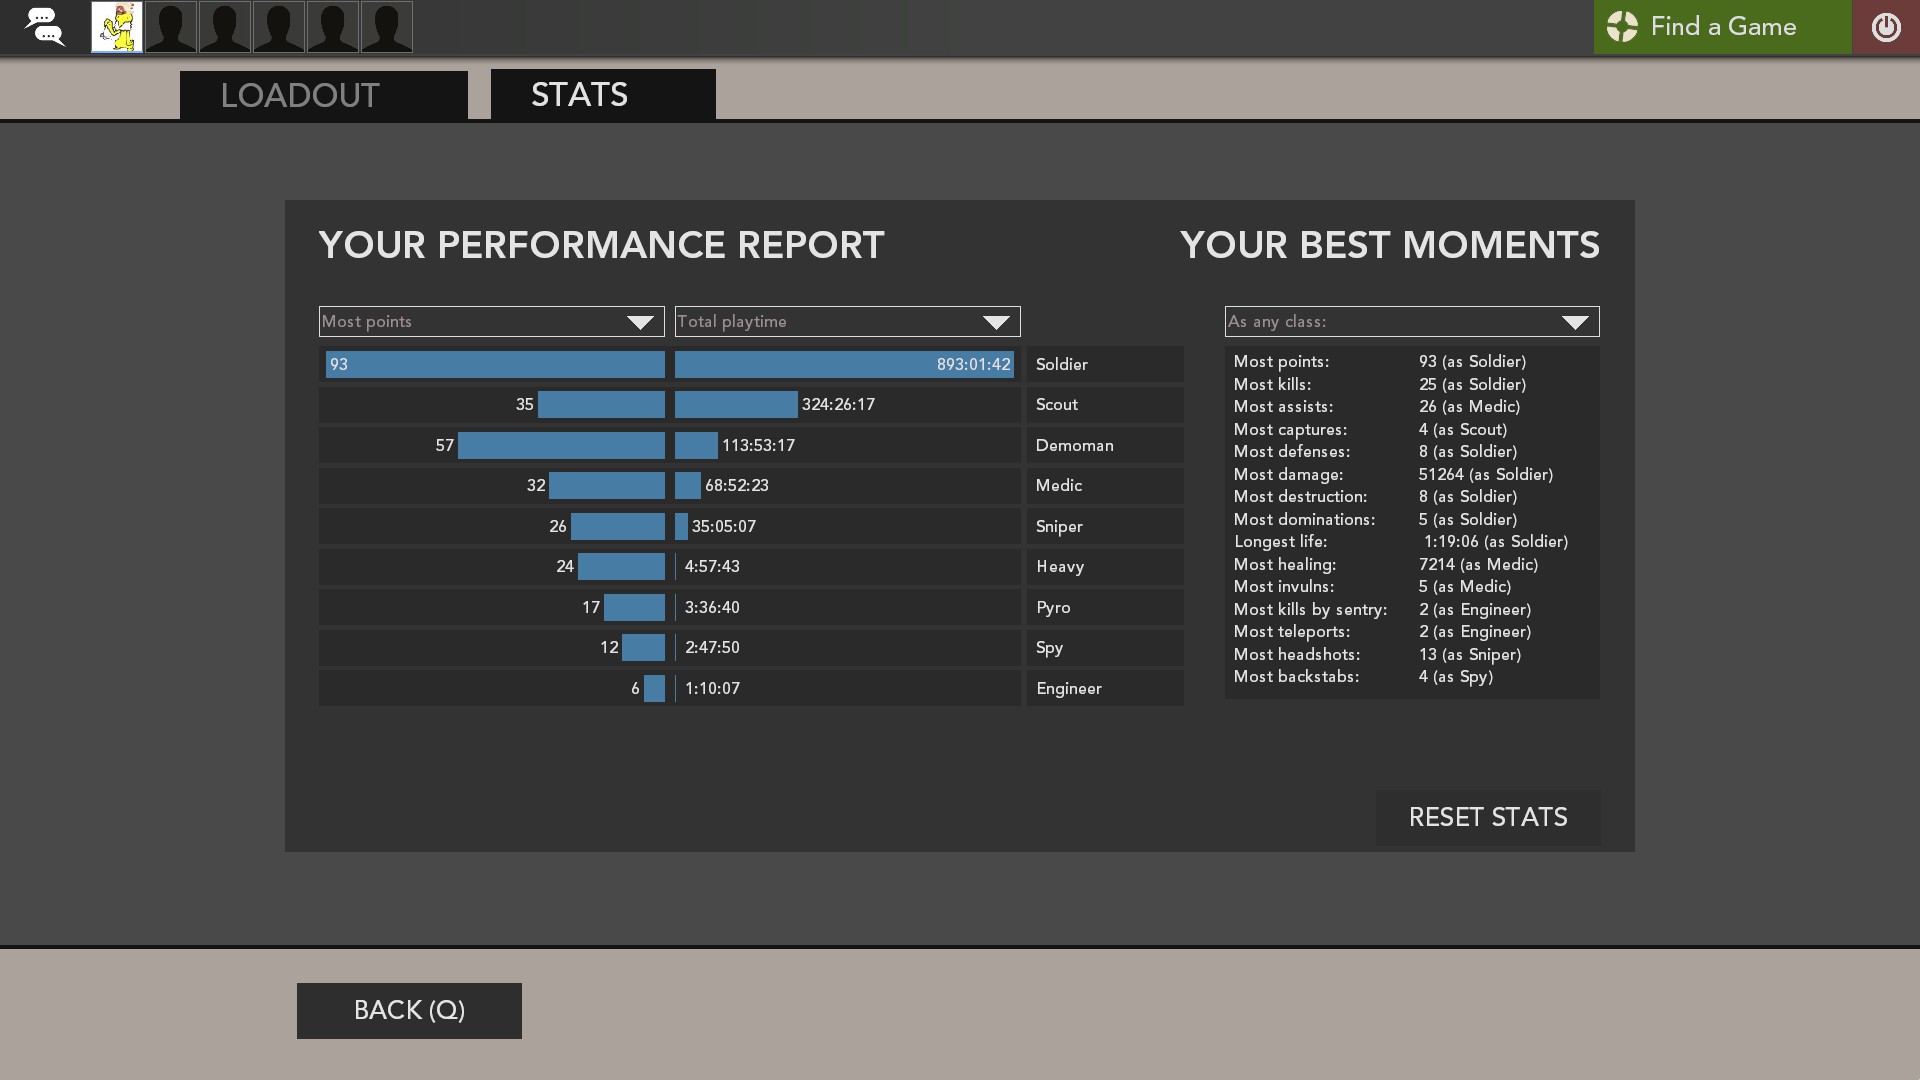 Find a Game
LOADOUT
STATS
YOUR PERFORMANCE REPORT
YOUR BEST MOMENTS
Most points
Total playtime
93
893:01:42
Soldier
35
324:26:17
Scout
57
113:53:17
Demoman
32
68:52:23
Medic
26
35:05:07
Sniper
24
4:57:43
Heavy
17
3:36:40
Pyro
12
2:47:50
Spy
6
1:10:07
Engineer
As any class:
Most points: 93 (as Soldier)
Most kills: 25 (as Soldier)
Most assists: 26 (as Medic)
Most captures: 4 (as Scout)
Most defenses: 8 (as Soldier)
Most damage: 51264 (as Soldier)
Most destruction: 8 (as Soldier)
Most dominations: 5 (as Soldier)
Longest life: 1:19:06 (as Soldier)
Most healing: 7214 (as Medic)
Most invulns: 5 (as Medic)
Most kills by sentry: 2 (as Engineer)
Most teleports: 2 (as Engineer)
Most headshots: 13 (as Sniper)
Most backstabs: 4 (as Spy)
RESET STATS
BACK (Q)